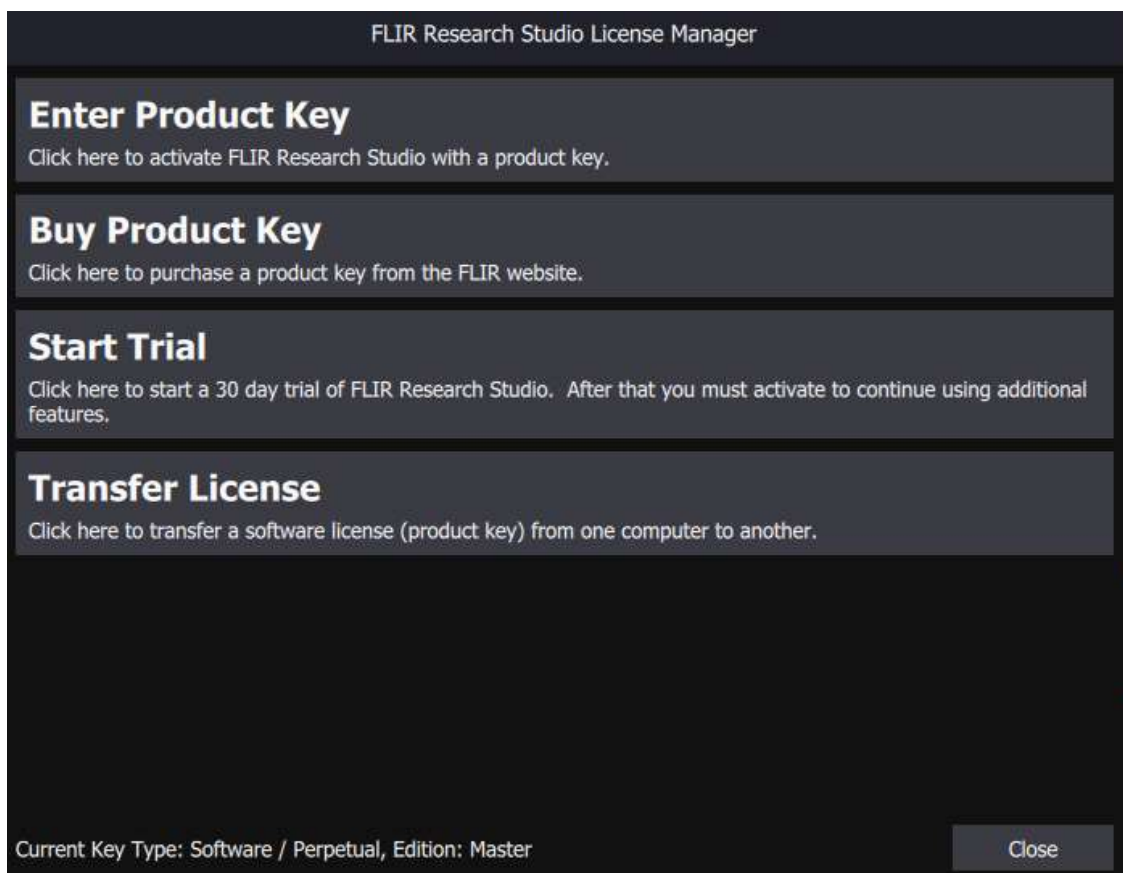 FLIR Research Studio License Manager
Enter Product Key
Click here to activate FLIR Research Studio with a product key.
Buy Product Key
Click here to purchase a product key from the FLIR website.
Start Trial
Click here to start a 30 day trial of FLIR Research Studio.  After that you must activate to continue using additional
features.
Transfer License
Click here to transfer a software license (product key) from one computer to another.
Current Key Type: Software / Perpetual, Edition: Master
Close